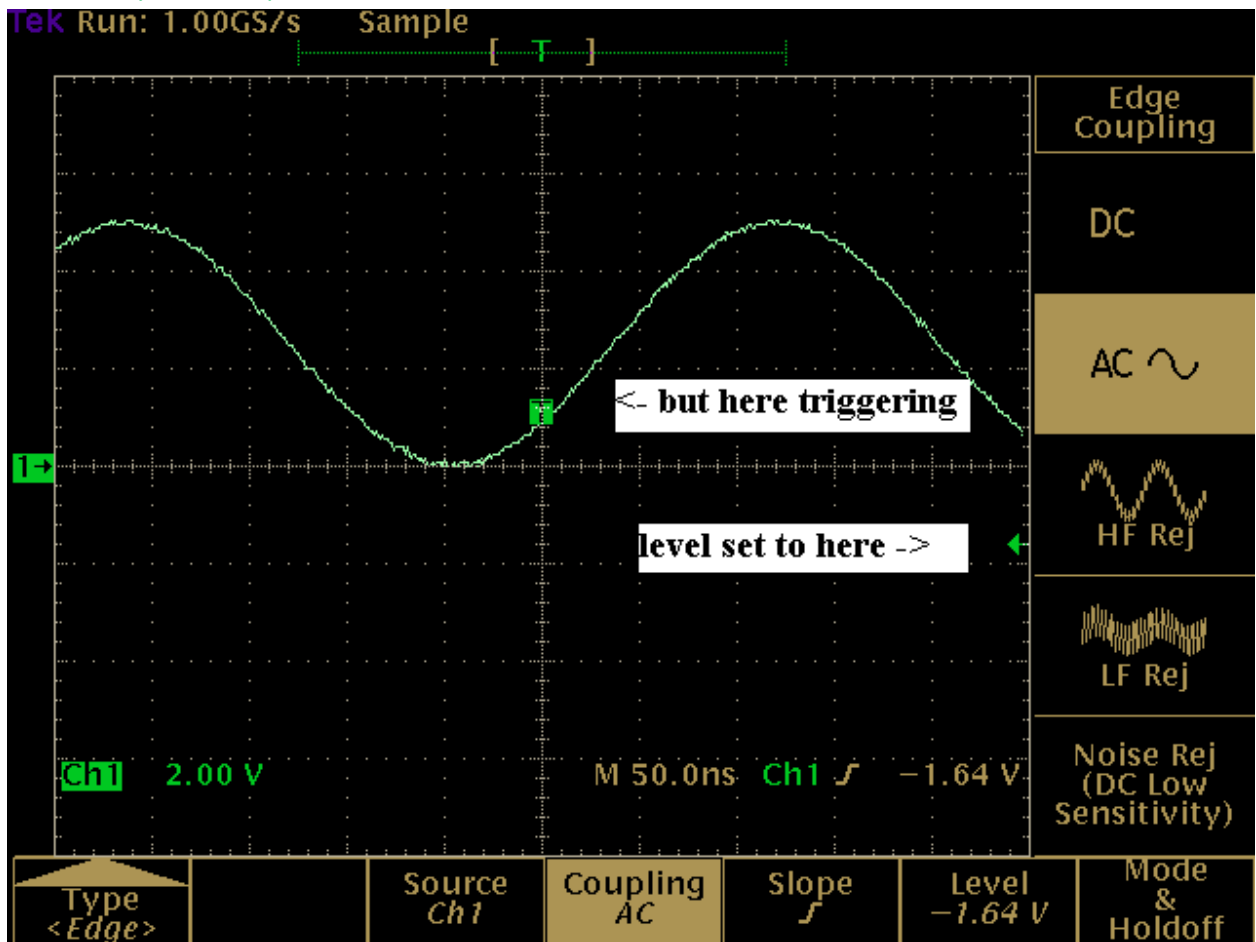 Tek Run: 1.00GS/s Sample
[ T ]
Edge
Coupling
DC
AC
<- but here triggering
T
1→
HF Rej
level set to here ->
LF Rej
Ch1 2.00 V M 50.0ns Ch1 −1.64 V
Noise Rej
(DC Low
Sensitivity)
Type
<Edge>
Source
Ch1
Coupling
AC
Slope
Level
−1.64 V
Mode
&
Holdoff